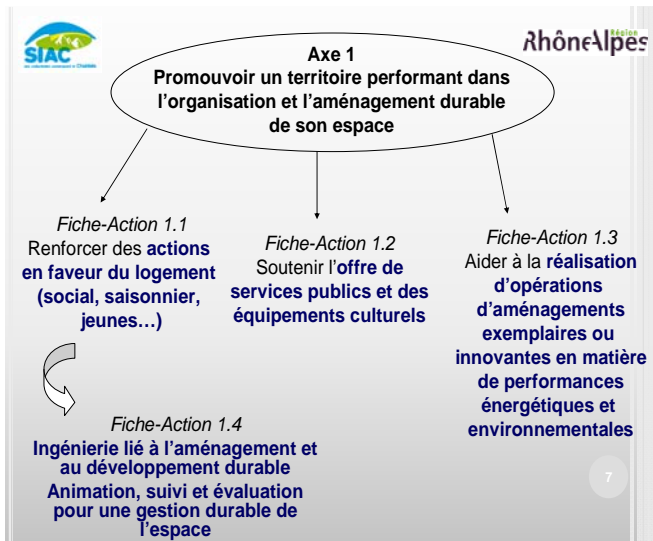 SIAC
Région
RhôneAlpes
Axe 1
Promouvoir un territoire performant dans
l’organisation et l’aménagement durable
de son espace
Fiche-Action 1.1
Renforcer des actions
en faveur du logement
(social, saisonnier,
jeunes…)
Fiche-Action 1.2
Soutenir l’offre de
services publics et des
équipements culturels
Fiche-Action 1.3
Aider à la réalisation
d’opérations
d’aménagements
exemplaires ou
innovantes en matière
de performances
énergétiques et
environnementales
Fiche-Action 1.4
Ingénierie lié à l’aménagement et
au développement durable
Animation, suivi et évaluation
pour une gestion durable de
l’espace
7